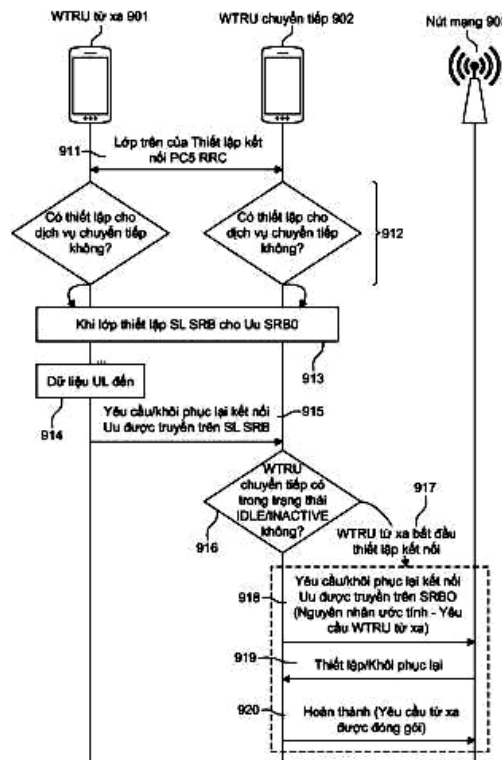 WTRU từ xa 901
WTRU chuyển tiếp 902
Nút mạng 903
911
Lớp trên của Thiết lập kết
nối PC5 RRC
Có thiết lập cho
dịch vụ chuyển tiếp
không?
Có thiết lập cho
dịch vụ chuyển tiếp
không?
912
Khi lớp thiết lập SL SRB cho Uu SRB0
913
Dữ liệu UL đến
914
Yêu cầu/khôi phục lại kết nối
Uu được truyền trên SL SRB
915
WTRU
chuyển tiếp có
trong trạng thái
IDLE/INACTIVE
không?
916
917
WTRU từ xa bắt đầu
thiết lập kết nối
918
Yêu cầu/khôi phục lại kết nối
Uu được truyền trên SRBO
(Nguyên nhân ước tính - Yêu
cầu WTRU từ xa)
919
Thiết lập/Khôi phục lại
920
Hoàn thành (Yêu cầu từ xa
được đóng gói)